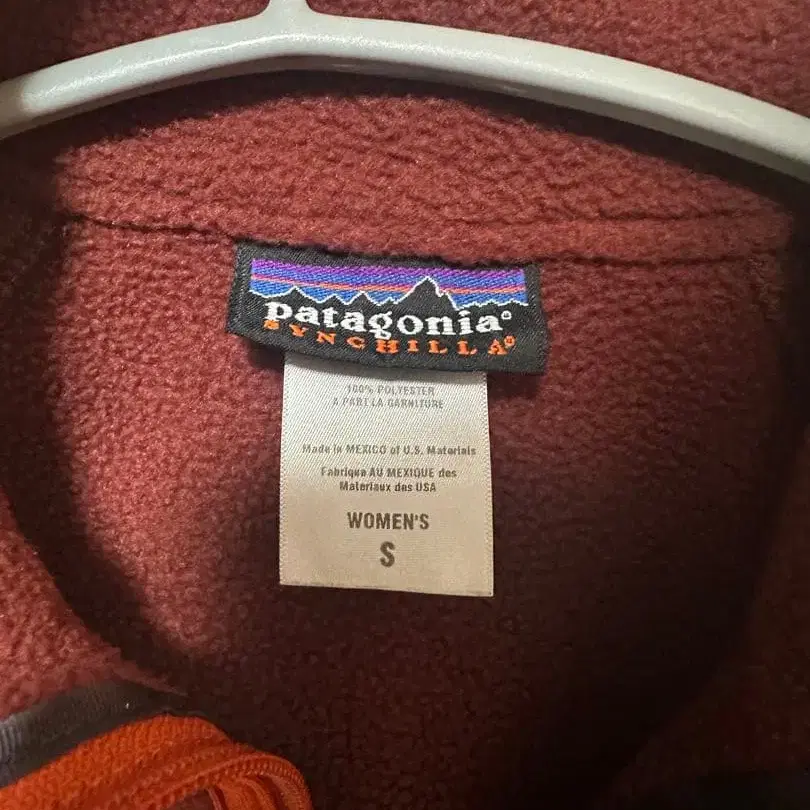 patagonia®
SYNCHILLA®
100% POLYESTER
A PART LA GARNITURE
Made in MEXICO of U.S. Materials
Fabrique AU MEXIQUE des
Materiaux des USA
WOMEN'S
S